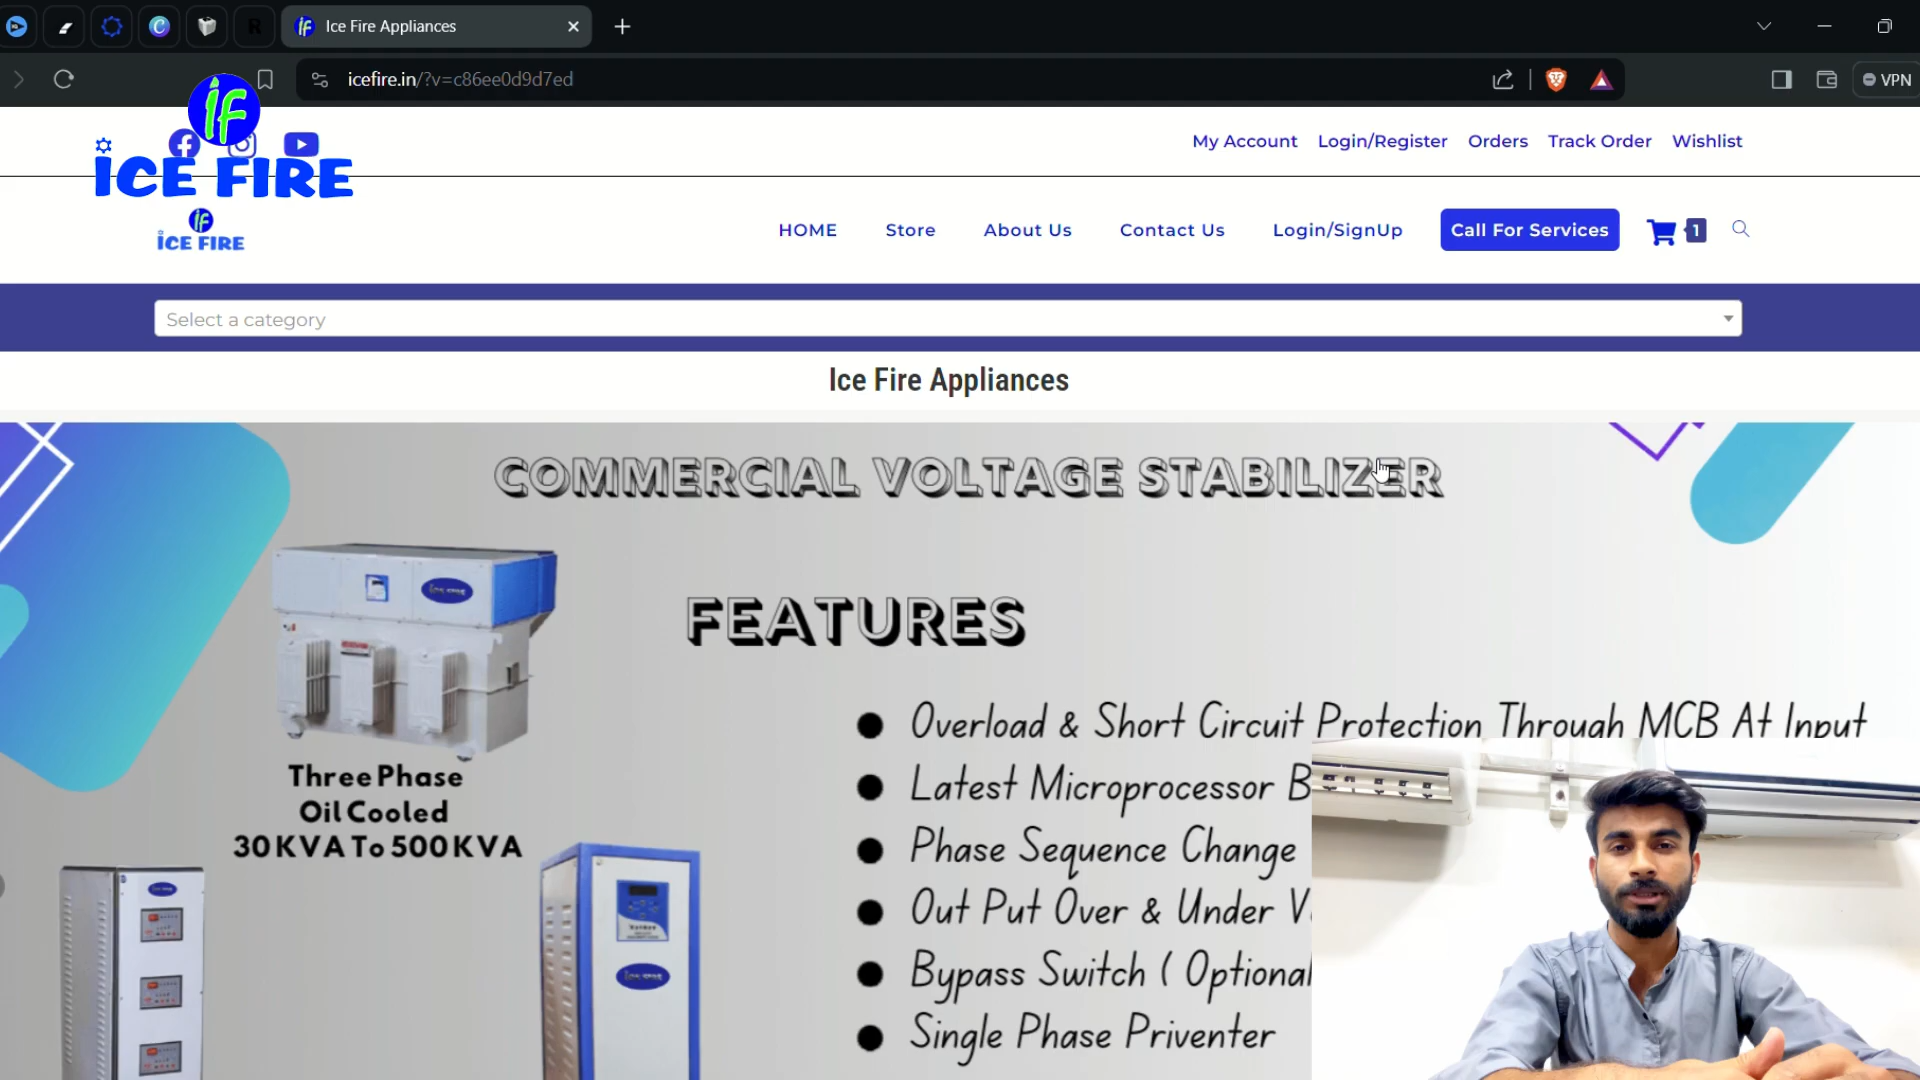 Ice Fire Appliances
icefire.in/?v=c86ee0d9d7ed
VPN
if
ICE FIRE
My Account Login/Register Orders Track Order Wishlist
if
ICE FIRE
HOME Store About Us Contact Us Login/SignUp Call For Services 1
Select a category
Ice Fire Appliances
COMMERCIAL VOLTAGE STABILIZER
FEATURES
Overload & Short Circuit Protection Through MCB At Input
Latest Microprocessor B
Three Phase
Oil Cooled
30 KVA To 500 KVA
Phase Sequence Change
Out Put Over & Under V
Bypass Switch ( Optional
Single Phase Priventer